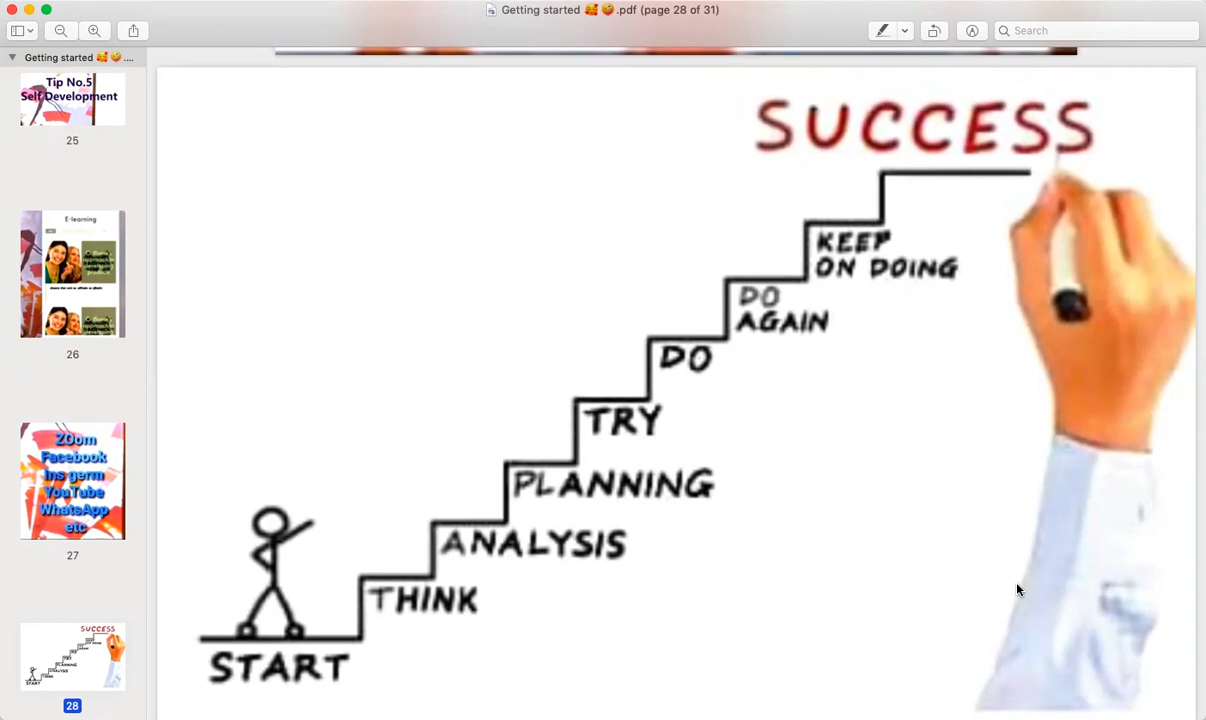 Getting started 🥰 🤪 .pdf (page 28 of 31)
Search
Getting started 🥰 🤪 ....
Tip No.5
Self Development
25
E-learning
26
ZOom
Facebook
ins germ
YouTube
WhatsApp
etc
27
28
SUCCESS
KEEP
ON DOING
DO
AGAIN
DO
TRY
PLANNING
ANALYSIS
THINK
START